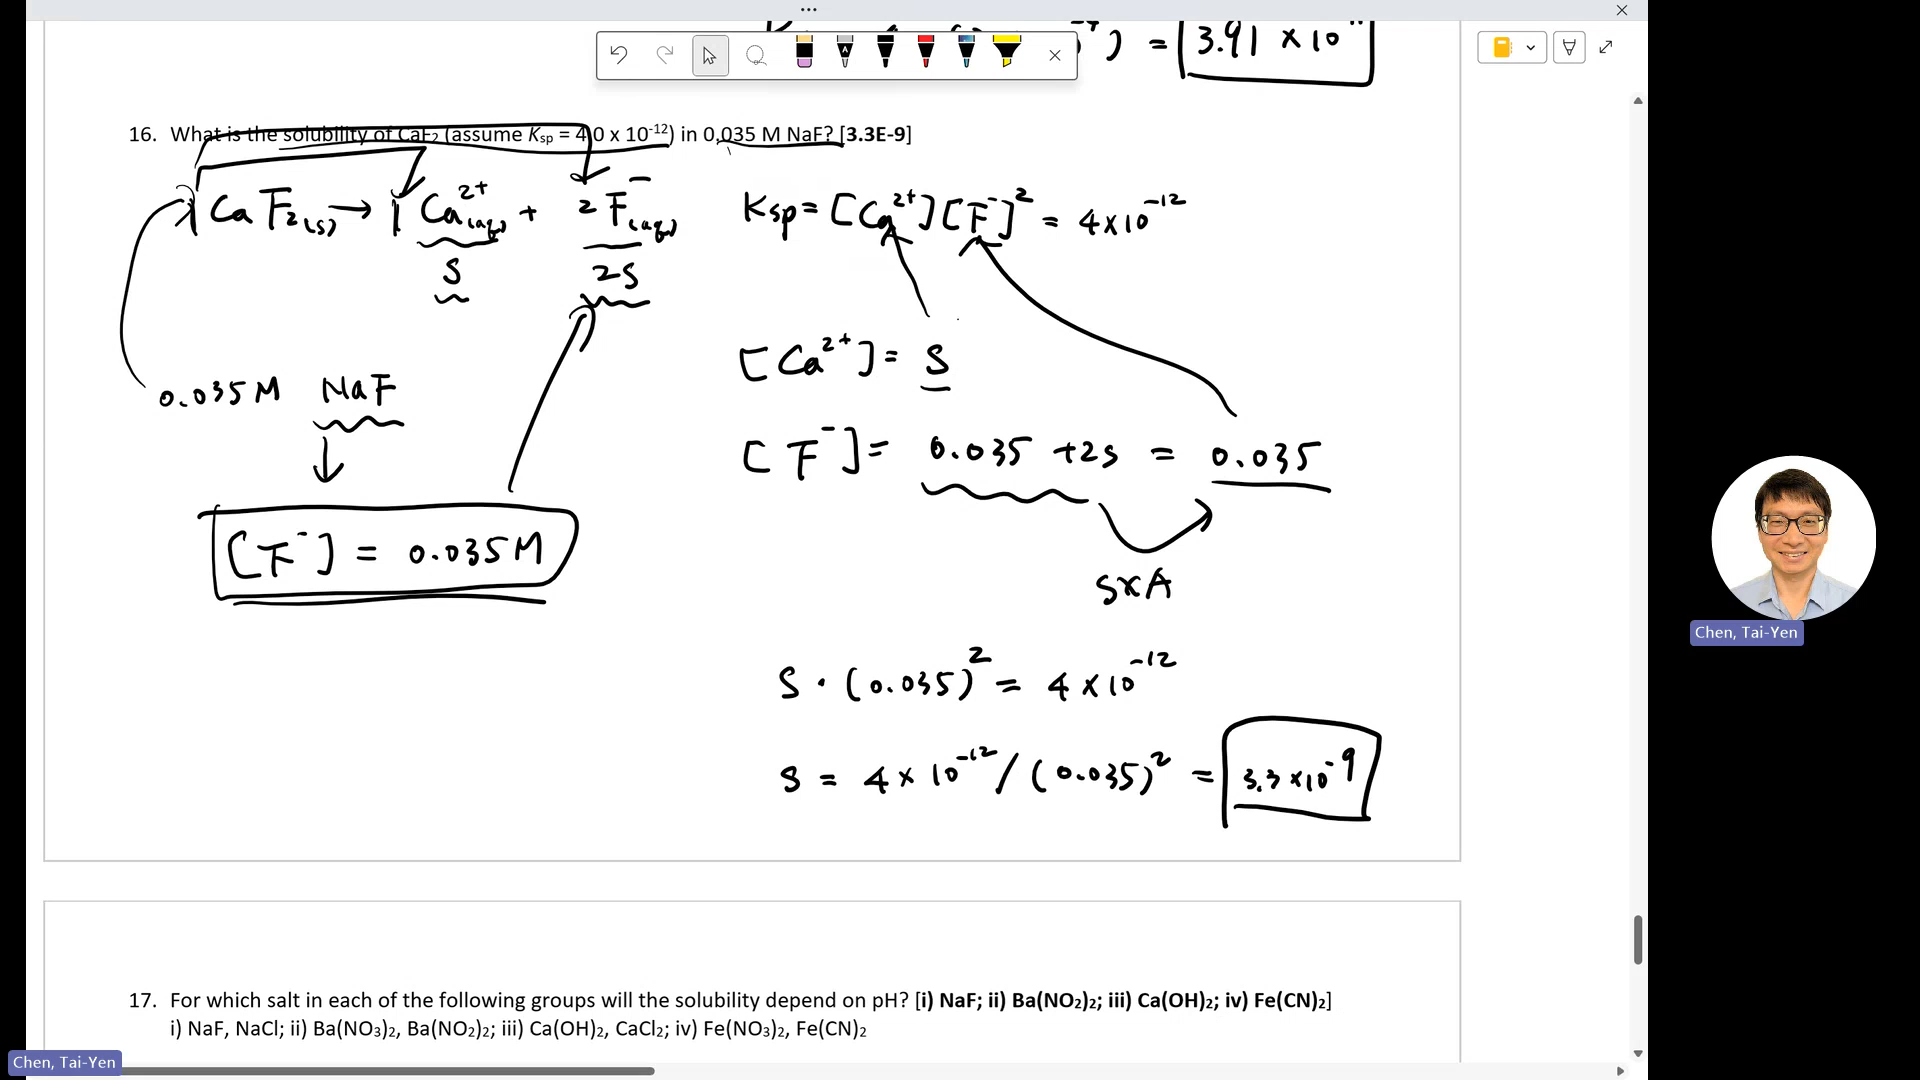 ) = 3.91 × 10
16. What is the solubility of CaF₂ (assume Ksp = 4.0 x 10⁻¹²) in 0.035 M NaF? [3.3E-9]
1 CaF₂(s) → 1 Ca²⁺(aq) + 2F⁻(aq)
Ksp = [Ca²⁺][F⁻]² = 4×10⁻¹²
S
2S
[Ca²⁺] = S
0.035M NaF
[F⁻] = 0.035 + 2s = 0.035
[F⁻] = 0.035M
SxA
S · (0.035)² = 4 × 10⁻¹²
S = 4 × 10⁻¹² / (0.035)² = 3.3 ×10⁻⁹
17. For which salt in each of the following groups will the solubility depend on pH? [i) NaF; ii) Ba(NO₂)₂; iii) Ca(OH)₂; iv) Fe(CN)₂]
i) NaF, NaCl; ii) Ba(NO₃)₂, Ba(NO₂)₂; iii) Ca(OH)₂, CaCl₂; iv) Fe(NO₃)₂, Fe(CN)₂
Chen, Tai-Yen
Chen, Tai-Yen